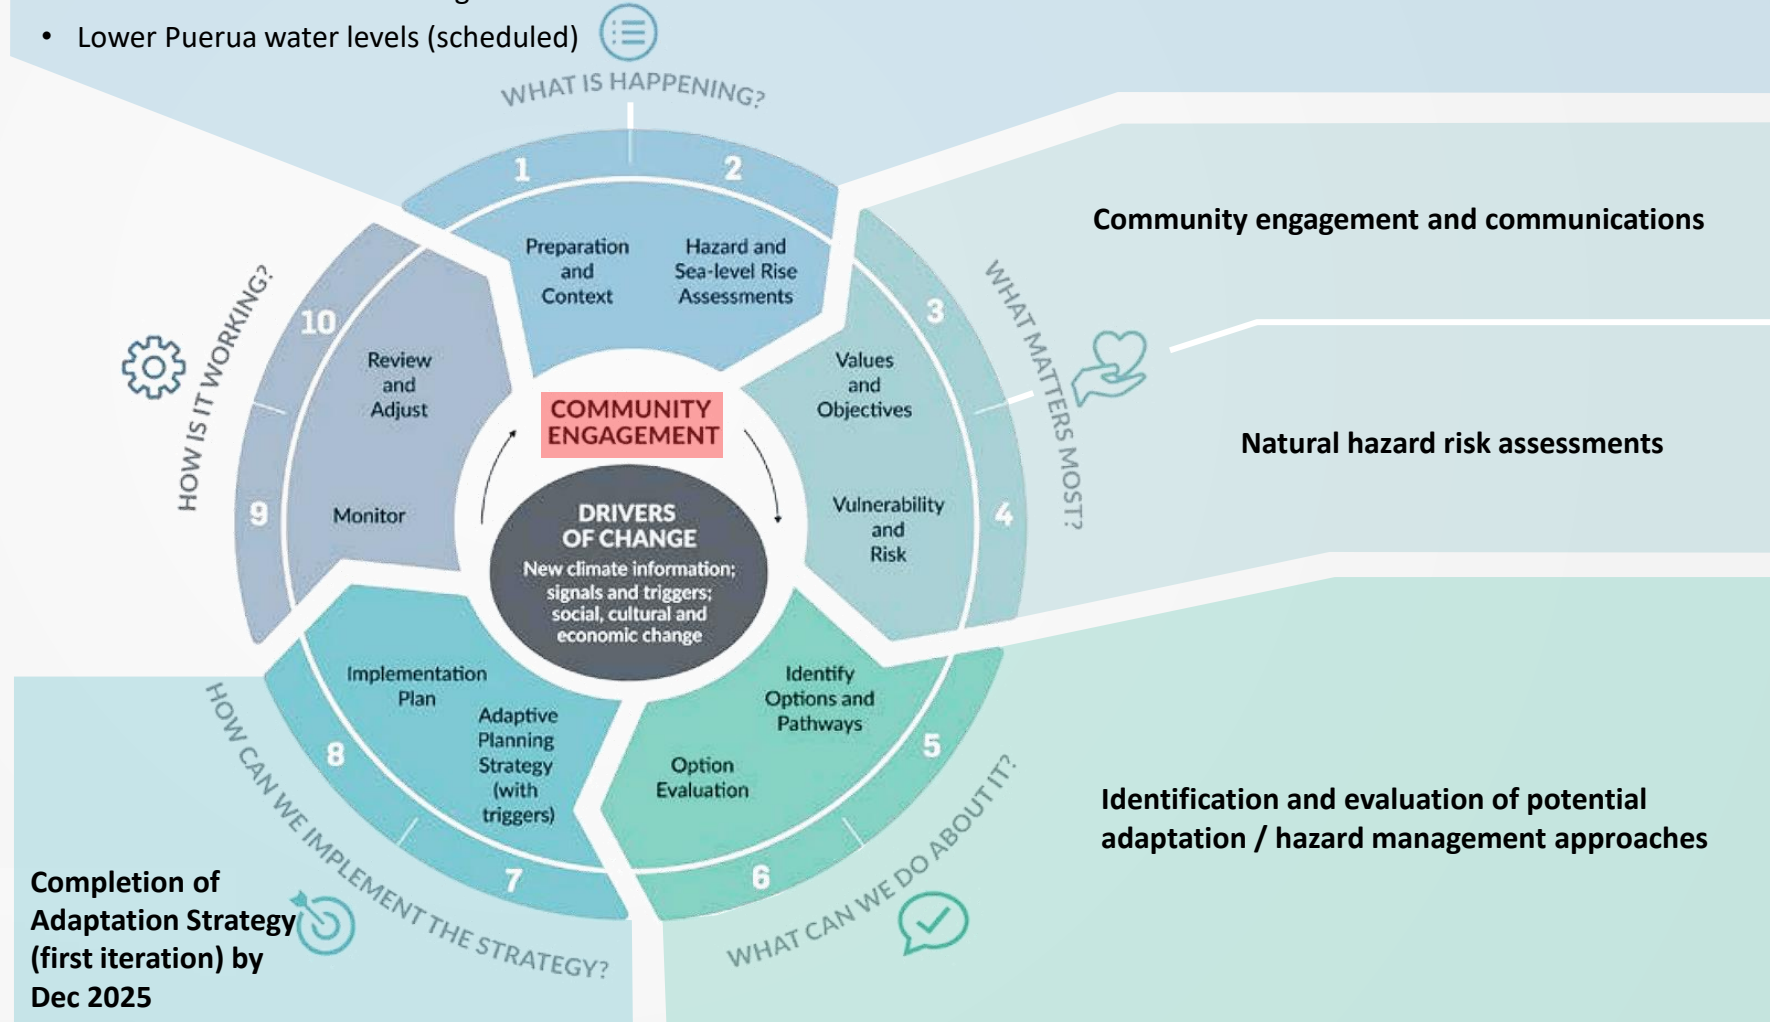 • Lower Puerua water levels (scheduled)
WHAT IS HAPPENING?
1
2
Preparation
and
Context
Hazard and
Sea-level Rise
Assessments
WHAT MATTERS MOST?
3
Values
and
Objectives
4
Vulnerability
and
Risk
Community engagement and communications
Natural hazard risk assessments
HOW IS IT WORKING?
10
Review
and
Adjust
9
Monitor
COMMUNITY
ENGAGEMENT
DRIVERS
OF CHANGE
New climate information;
signals and triggers;
social, cultural and
economic change
WHAT CAN WE DO ABOUT IT?
5
Identify
Options and
Pathways
6
Option
Evaluation
Identification and evaluation of potential
adaptation / hazard management approaches
HOW CAN WE IMPLEMENT THE STRATEGY?
7
Adaptive
Planning
Strategy
(with
triggers)
8
Implementation
Plan
Completion of
Adaptation Strategy
(first iteration) by
Dec 2025